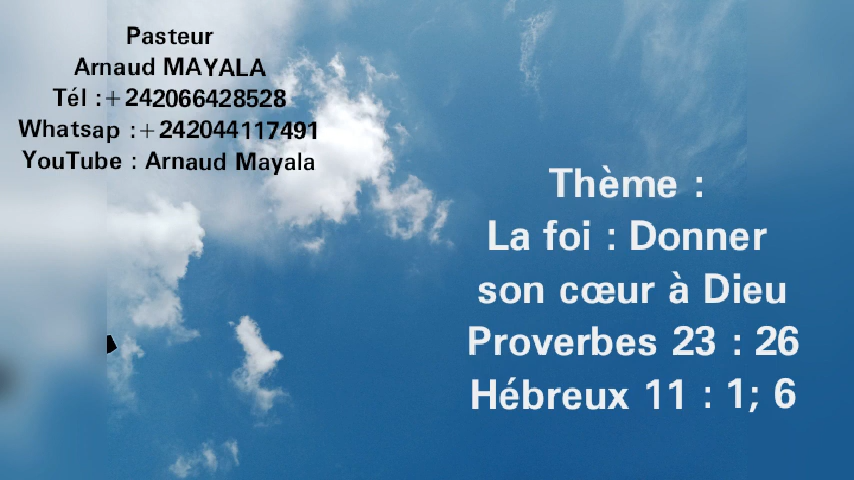 Pasteur
Arnaud MAYALA
Tél :+242066428528
Whatsap :+242044117491
YouTube : Arnaud Mayala
Thème :
La foi : Donner
son cœur à Dieu
Proverbes 23 : 26
Hébreux 11 : 1; 6